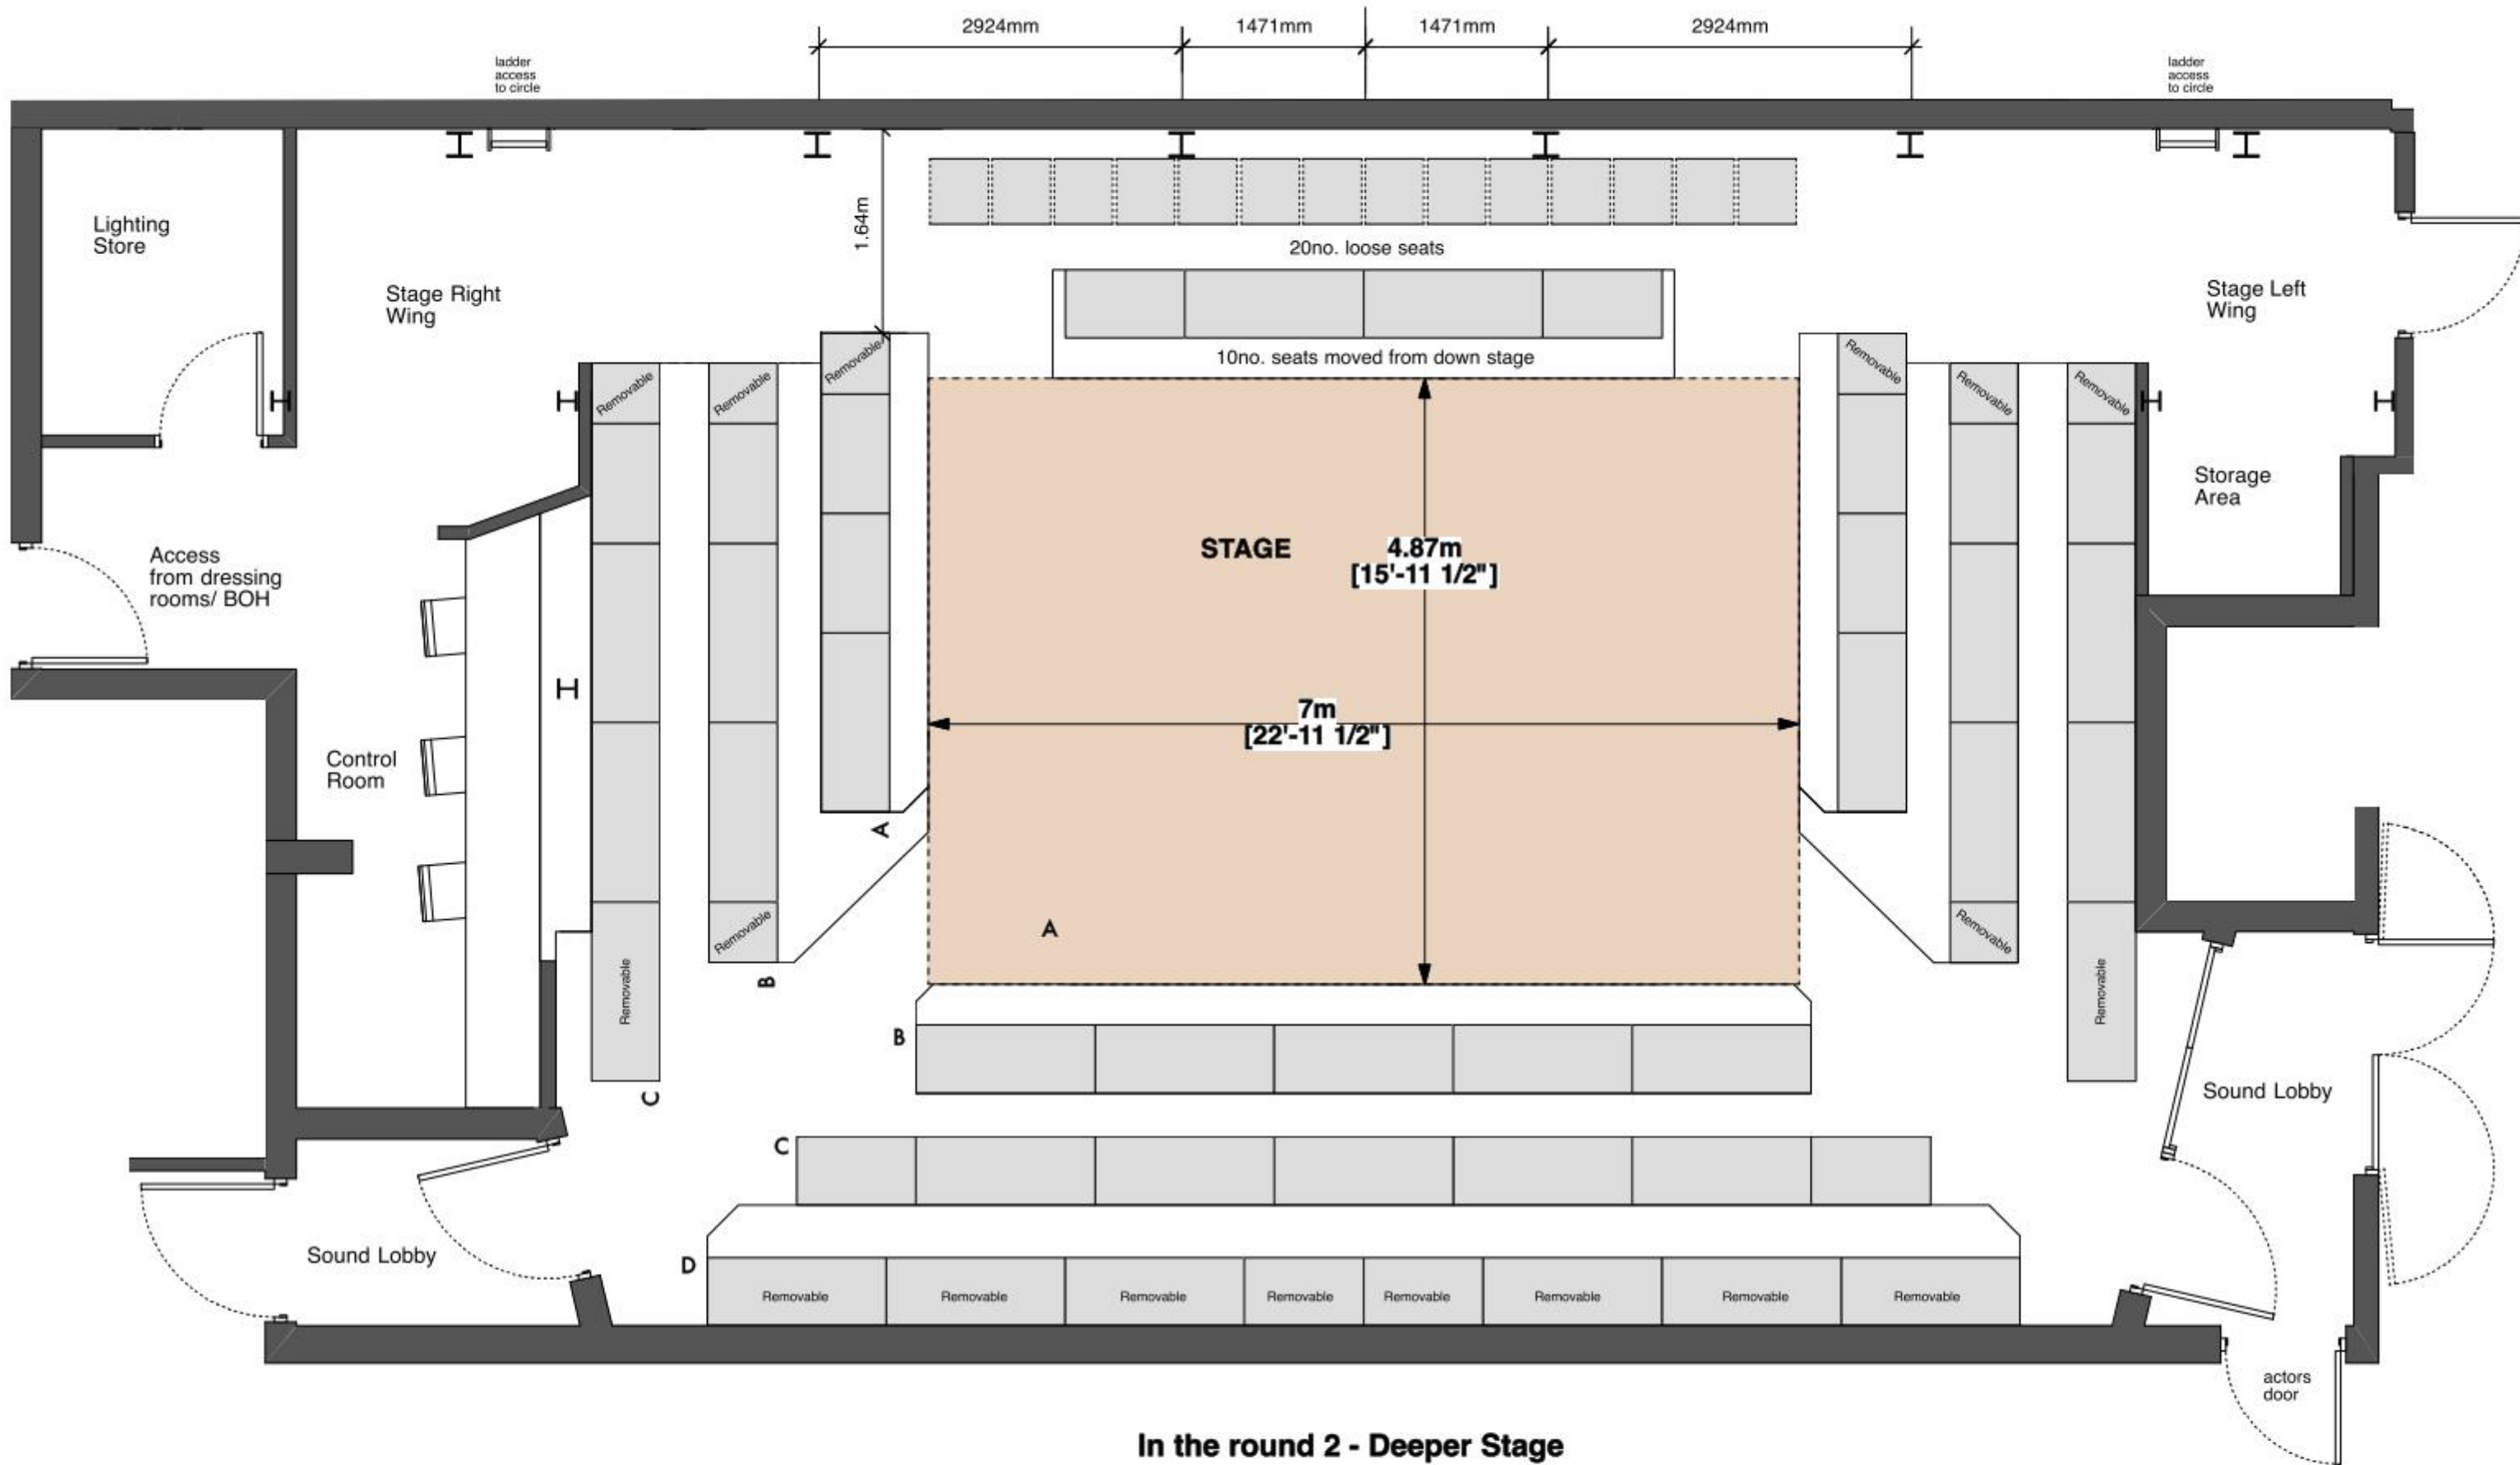 2924mm
1471mm
1471mm
2924mm
ladder
access
to circle
ladder
access
to circle
Lighting
Store
1.64m
20no. loose seats
Stage Right
Wing
Stage Left
Wing
10no. seats moved from down stage
Removable
Removable
Removable
Removable
Removable
Removable
Storage
Area
STAGE
4.87m
[15'-11 1/2"]
Access
from dressing
rooms/ BOH
7m
[22'-11 1/2"]
Control
Room
A
A
Removable
Removable
B
Removable
Removable
B
C
Sound Lobby
C
Sound Lobby
D
Removable
Removable
Removable
Removable
Removable
Removable
Removable
Removable
actors
door
In the round 2 - Deeper Stage